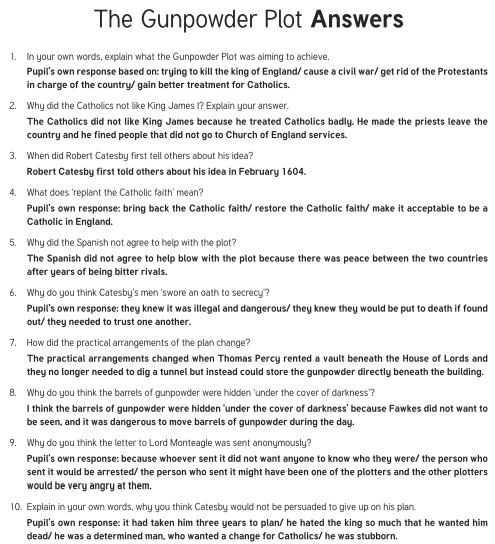 The Gunpowder Plot Answers
1. In your own words, explain what the Gunpowder Plot was aiming to achieve.
Pupil's own response based on: trying to kill the king of England/ cause a civil war/ get rid of the Protestants
in charge of the country/ gain better treatment for Catholics.
2. Why did the Catholics not like King James I? Explain your answer.
The Catholics did not like King James because he treated Catholics badly. He made the priests leave the
country and he fined people that did not go to Church of England services.
3. When did Robert Catesby first tell others about his idea?
Robert Catesby first told others about his idea in February 1604.
4. What does 'replant the Catholic faith' mean?
Pupil's own response: bring back the Catholic faith/ restore the Catholic faith/ make it acceptable to be a
Catholic in England.
5. Why did the Spanish not agree to help with the plot?
The Spanish did not agree to help blow with the plot because there was peace between the two countries
after years of being bitter rivals.
6. Why do you think Catesby's men 'swore an oath to secrecy'?
Pupil's own response: they knew it was illegal and dangerous/ they knew they would be put to death if found
out/ they needed to trust one another.
7. How did the practical arrangements of the plan change?
The practical arrangements changed when Thomas Percy rented a vault beneath the House of Lords and
they no longer needed to dig a tunnel but instead could store the gunpowder directly beneath the building.
8. Why do you think the barrels of gunpowder were hidden 'under the cover of darkness'?
I think the barrels of gunpowder were hidden 'under the cover of darkness' because Fawkes did not want to
be seen, and it was dangerous to move barrels of gunpowder during the day.
9. Why do you think the letter to Lord Monteagle was sent anonymously?
Pupil's own response: because whoever sent it did not want anyone to know who they were/ the person who
sent it would be arrested/ the person who sent it might have been one of the plotters and the other plotters
would be very angry at them.
10. Explain in your own words, why you think Catesby would not be persuaded to give up on his plan.
Pupil's own response: it had taken him three years to plan/ he hated the king so much that he wanted him
dead/ he was a determined man, who wanted a change for Catholics/ he was stubborn.